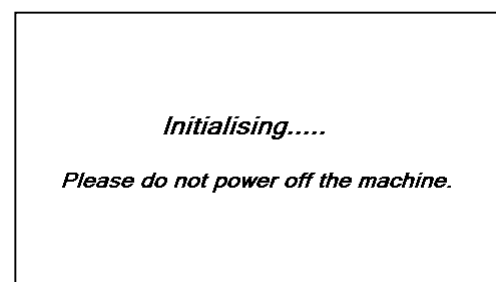 Initialising.....
Please do not power off the machine.